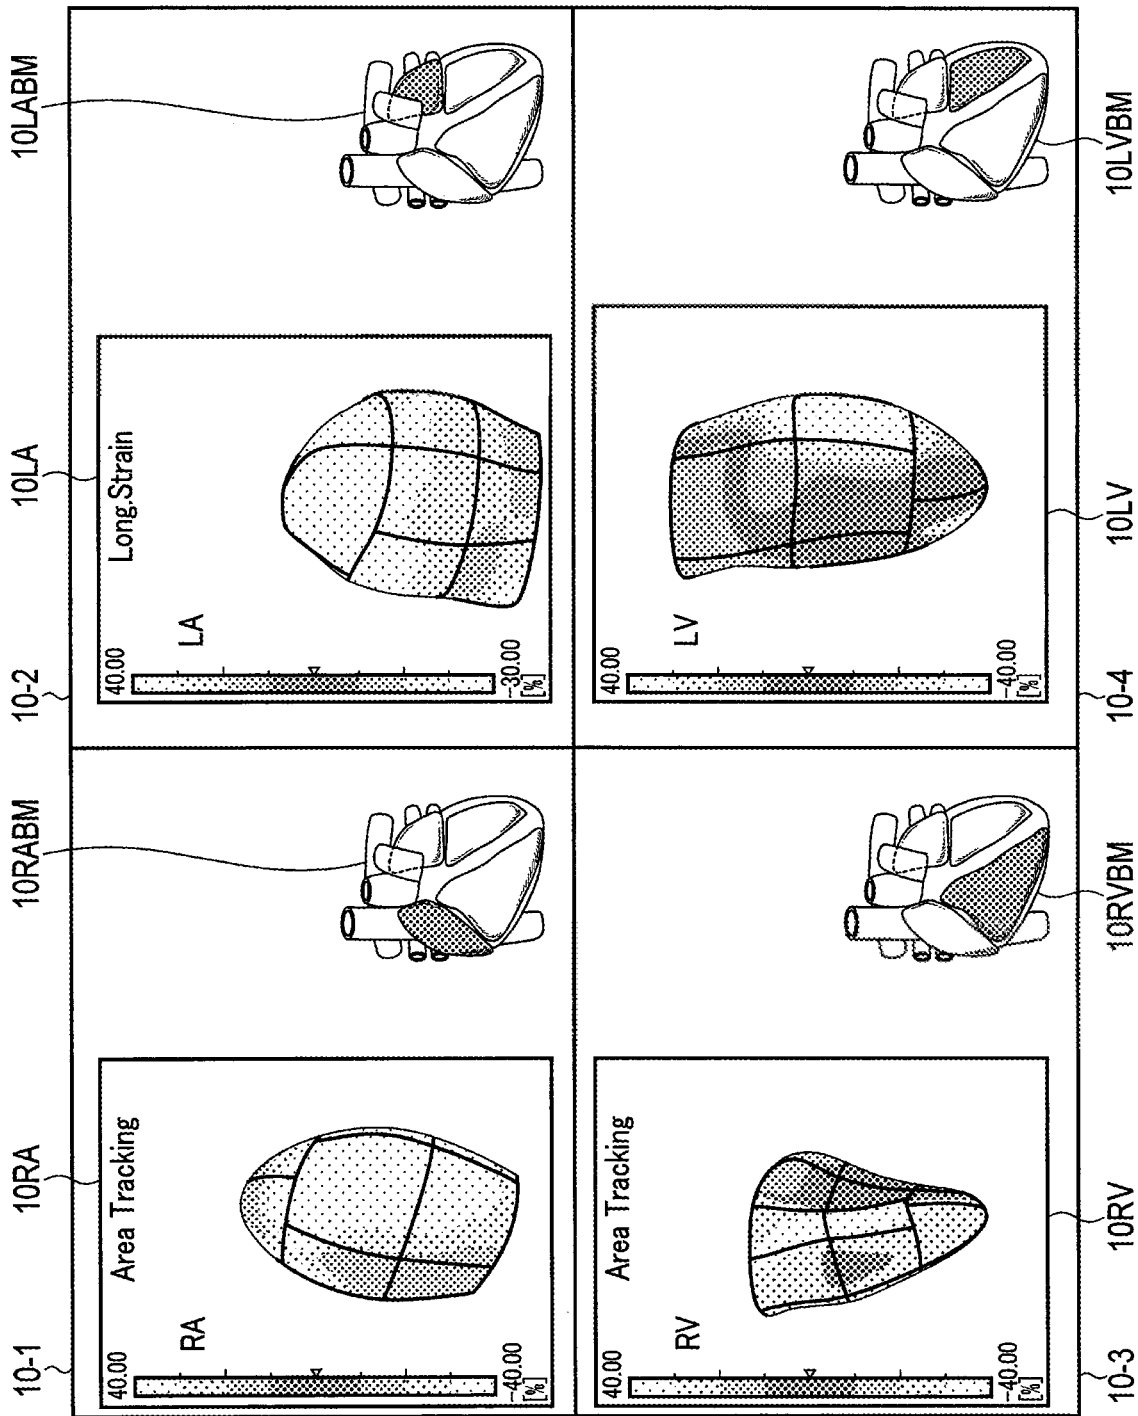 10-1
10RA
10RABM
10-2
10LA
10LABM
40.00
Area Tracking
RA
-40.00
[%]
40.00
Long.Strain
LA
-30.00
[%]
40.00
Area Tracking
RV
-40.00
[%]
40.00
LV
-40.00
[%]
10-3
10RV
10RVBM
10-4
10LV
10LVBM